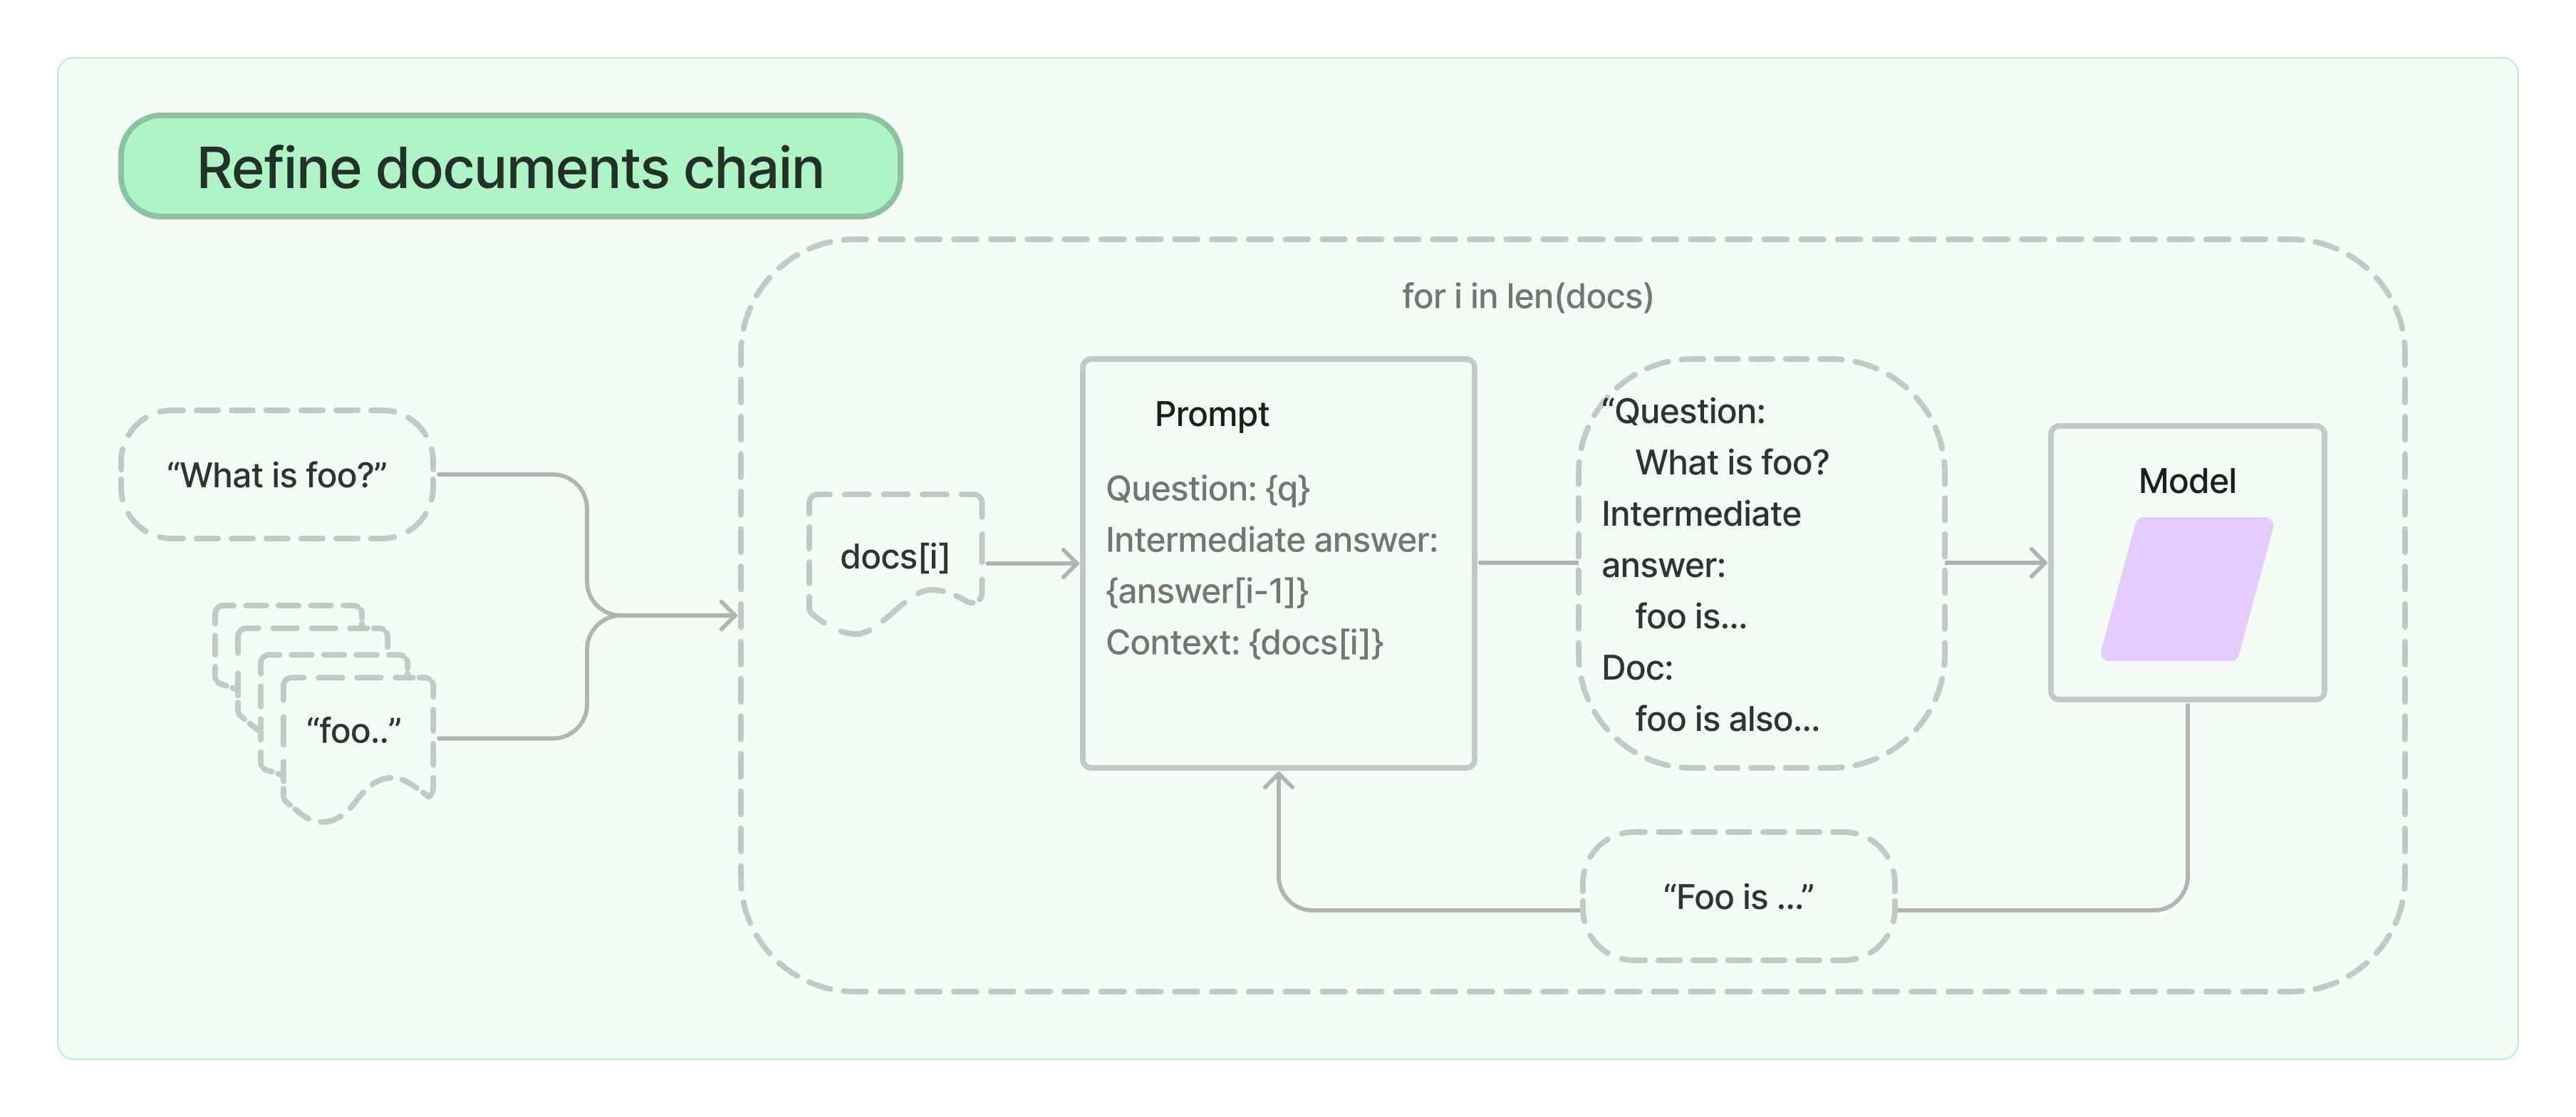 Refine documents chain
for i in len(docs)
“What is foo?”
“foo..”
docs[i]
Prompt
Question: {q}
Intermediate answer:
{answer[i-1]}
Context: {docs[i]}
“Question:
What is foo?
Intermediate
answer:
foo is...
Doc:
foo is also...
Model
“Foo is ...”